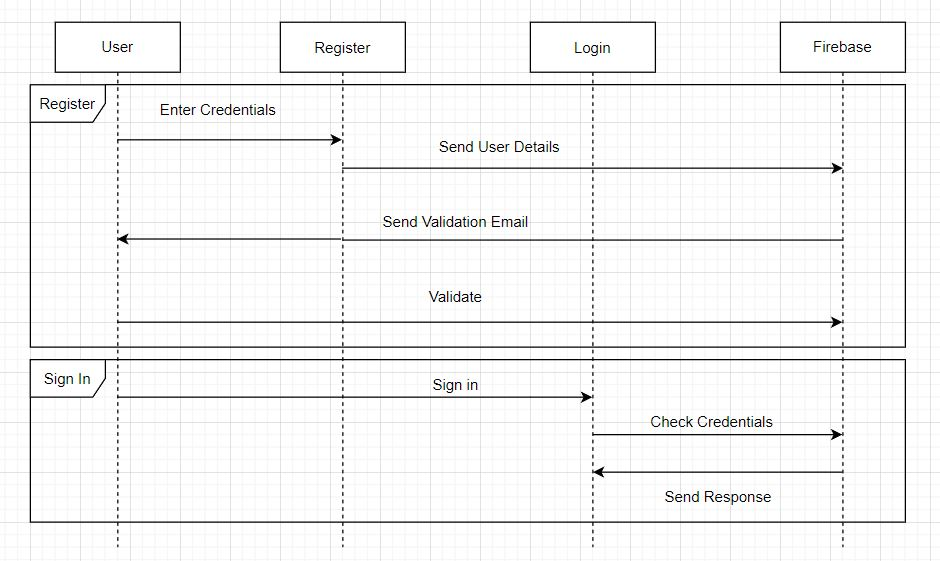 User
Register
Login
Firebase
Register
Enter Credentials
Send User Details
Send Validation Email
Validate
Sign In
Sign in
Check Credentials
Send Response